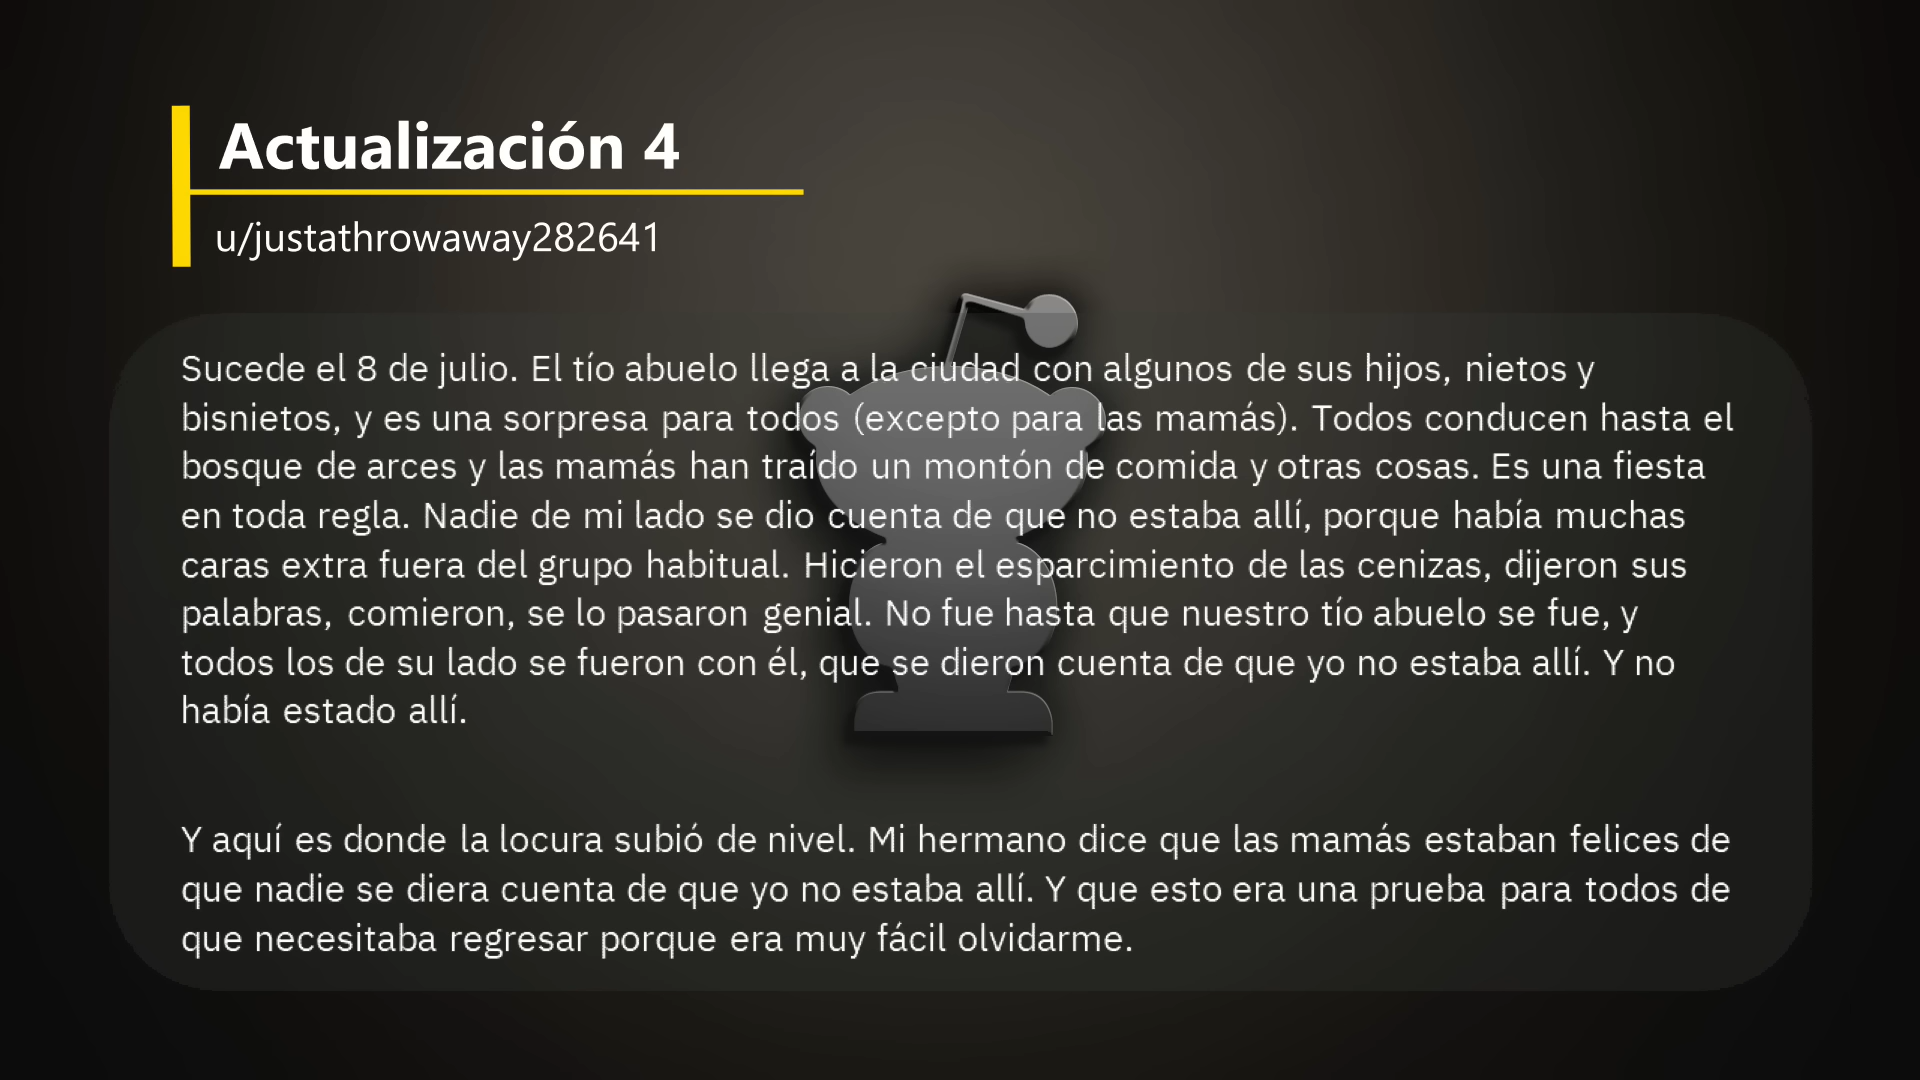 Actualización 4
u/justathrowaway282641
Sucede el 8 de julio. El tío abuelo llega a la ciudad con algunos de sus hijos, nietos y
bisnietos, y es una sorpresa para todos (excepto para las mamás). Todos conducen hasta el
bosque de arces y las mamás han traído un montón de comida y otras cosas. Es una fiesta
en toda regla. Nadie de mi lado se dio cuenta de que no estaba allí, porque había muchas
caras extra fuera del grupo habitual. Hicieron el esparcimiento de las cenizas, dijeron sus
palabras, comieron, se lo pasaron genial. No fue hasta que nuestro tío abuelo se fue, y
todos los de su lado se fueron con él, que se dieron cuenta de que yo no estaba allí. Y no
había estado allí.
Y aquí es donde la locura subió de nivel. Mi hermano dice que las mamás estaban felices de
que nadie se diera cuenta de que yo no estaba allí. Y que esto era una prueba para todos de
que necesitaba regresar porque era muy fácil olvidarme.